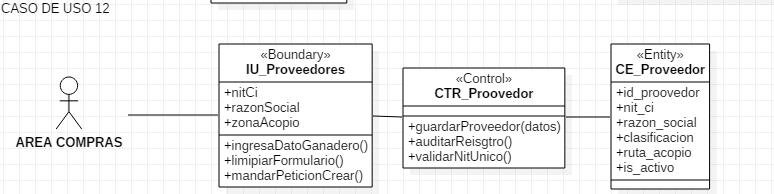 CASO DE USO 12
AREA COMPRAS
«Boundary»
IU_Proveedores
+nitCi
+razonSocial
+zonaAcopio
+ingresaDatoGanadero()
+limpiarFormulario()
+mandarPeticionCrear()
«Control»
CTR_Proovedor
+guardarProveedor(datos)
+auditarReisgtro()
+validarNitUnico()
«Entity»
CE_Proveedor
+id_proovedor
+nit_ci
+razon_social
+clasificacion
+ruta_acopio
+is_activo